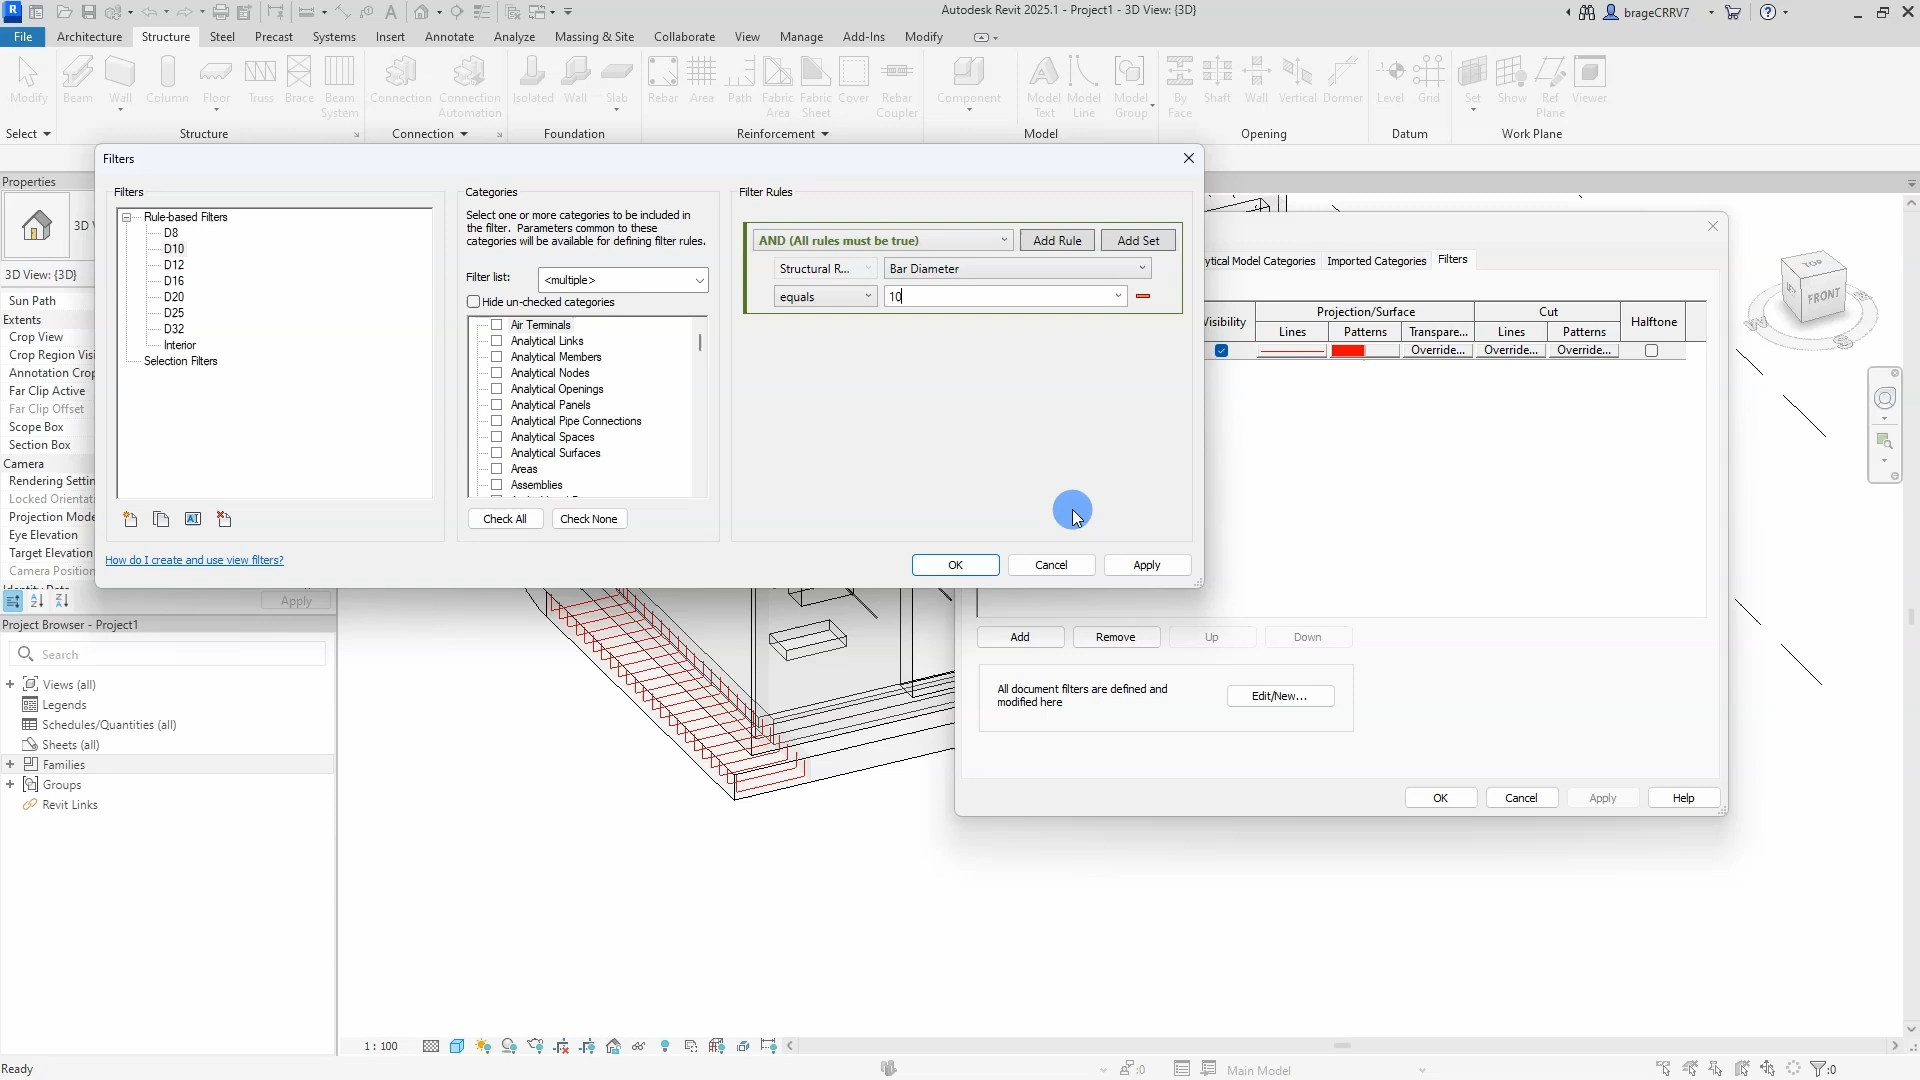 R
Autodesk Revit 2025.1 - Project1 - 3D View: {3D}
brageCRRV7
File Architecture Structure Steel Precast Systems Insert Annotate Analyze Massing & Site Collaborate View Manage Add-Ins Modify
Modify Beam Wall Column Floor Truss Brace Beam System Connection Connection Automation Isolated Wall Slab Rebar Area Path Fabric Area Fabric Sheet Cover Rebar Coupler Component Model Text Model Line Model Group By Face Shaft Wall Vertical Dormer Level Grid Set Show Ref Plane Viewer
Select Structure Connection Foundation Reinforcement Model Opening Datum Work Plane
Properties
3D V
3D View: {3D}
Sun Path
Extents
Crop View
Crop Region Visi
Annotation Crop
Far Clip Active
Far Clip Offset
Scope Box
Section Box
Camera
Rendering Settin
Locked Orientati
Projection Mode
Eye Elevation
Target Elevation
Camera Position
Identity Data
Apply
Filters
Filters
Rule-based Filters
D8
D10
D12
D16
D20
D25
D32
Interior
Selection Filters
How do I create and use view filters?
Categories
Select one or more categories to be included in
the filter. Parameters common to these
categories will be available for defining filter rules.
Filter list: <multiple>
Hide un-checked categories
Air Terminals
Analytical Links
Analytical Members
Analytical Nodes
Analytical Openings
Analytical Panels
Analytical Pipe Connections
Analytical Spaces
Analytical Surfaces
Areas
Assemblies
Check All Check None
Filter Rules
AND (All rules must be true) Add Rule Add Set
Structural R... Bar Diameter
equals 10
OK Cancel Apply
ytical Model Categories Imported Categories Filters
Visibility Projection/Surface Cut Halftone
Lines Patterns Transpare... Lines Patterns
Override... Override... Override...
Add Remove Up Down
All document filters are defined and
modified here
Edit/New...
OK Cancel Apply Help
TOP
FRONT
Project Browser - Project1
Search
Views (all)
Legends
Schedules/Quantities (all)
Sheets (all)
Families
Groups
Revit Links
1 : 100
Ready
:0
Main Model
:0